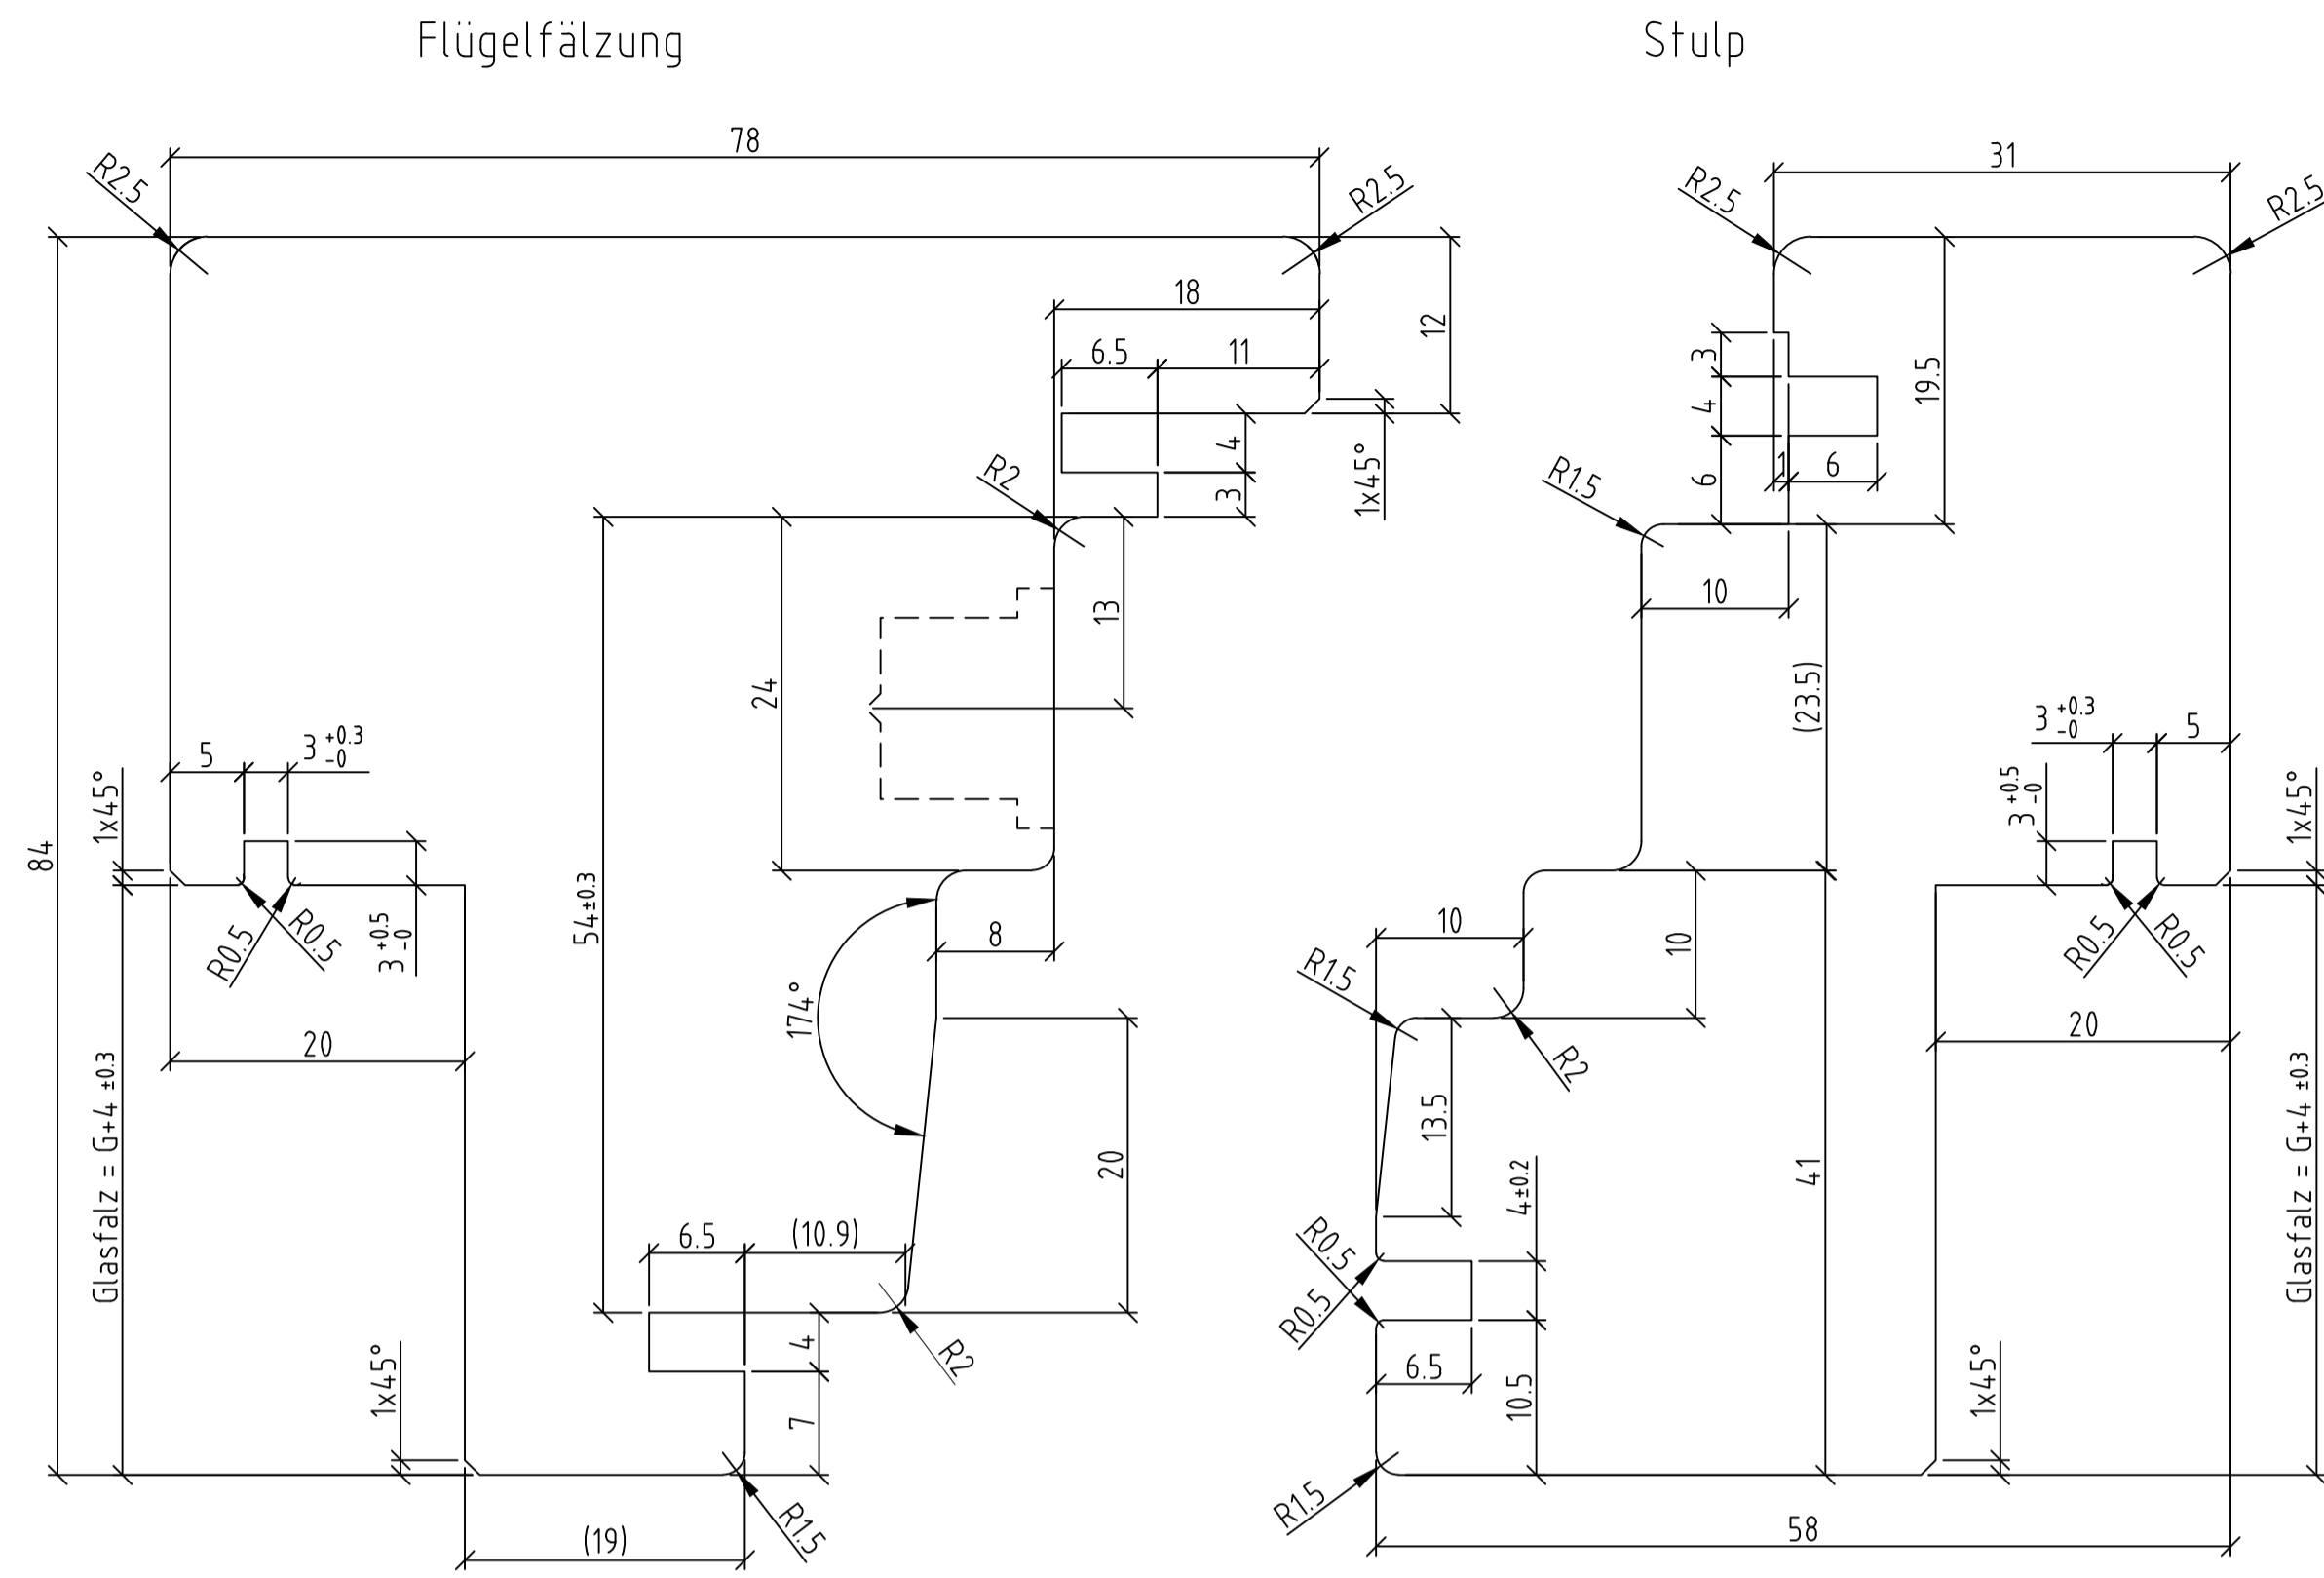 Flügelfälzung
Stulp
78
31
R2.5
R2.5
R2.5
R2.5
18
12
6.5
11
3
4
19.5
4
1x45°
R2
3
R1.5
6
1
6
13
10
24
(23.5)
5
3 +0.3 -0
3 +0.3 -0
5
1x45°
3 +0.5 -0
1x45°
84
54±0.3
R0.5
R0.5
3 +0.5 -0
8
10
10
R0.5
R0.5
174°
R1.5
20
20
R2
Glasfalz = G+4 ±0.3
13.5
20
41
Glasfalz = G+4 ±0.3
4±0.2
6.5
(10.9)
R0.5
R0.5
4
R2
1x45°
6.5
10.5
1x45°
7
R1.5
R1.5
(19)
58